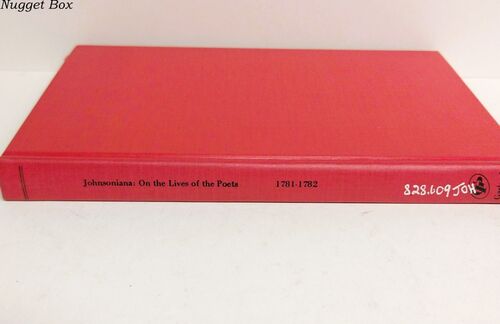 Nugget Box
Johnsoniana: On the Lives of the Poets 1781-1782
828.609 JOH